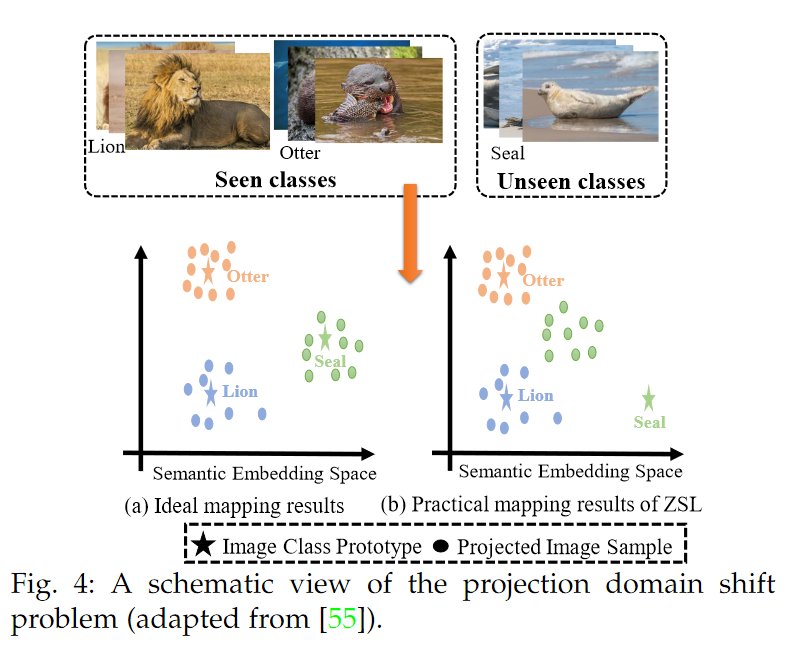 Lion
Otter
Seal
Seen classes
Unseen classes
Otter
Seal
Lion
Semantic Embedding Space
(a) Ideal mapping results
Otter
Lion
Seal
Semantic Embedding Space
(b) Practical mapping results of ZSL
Image Class Prototype
Projected Image Sample
Fig. 4: A schematic view of the projection domain shift
problem (adapted from [55]).